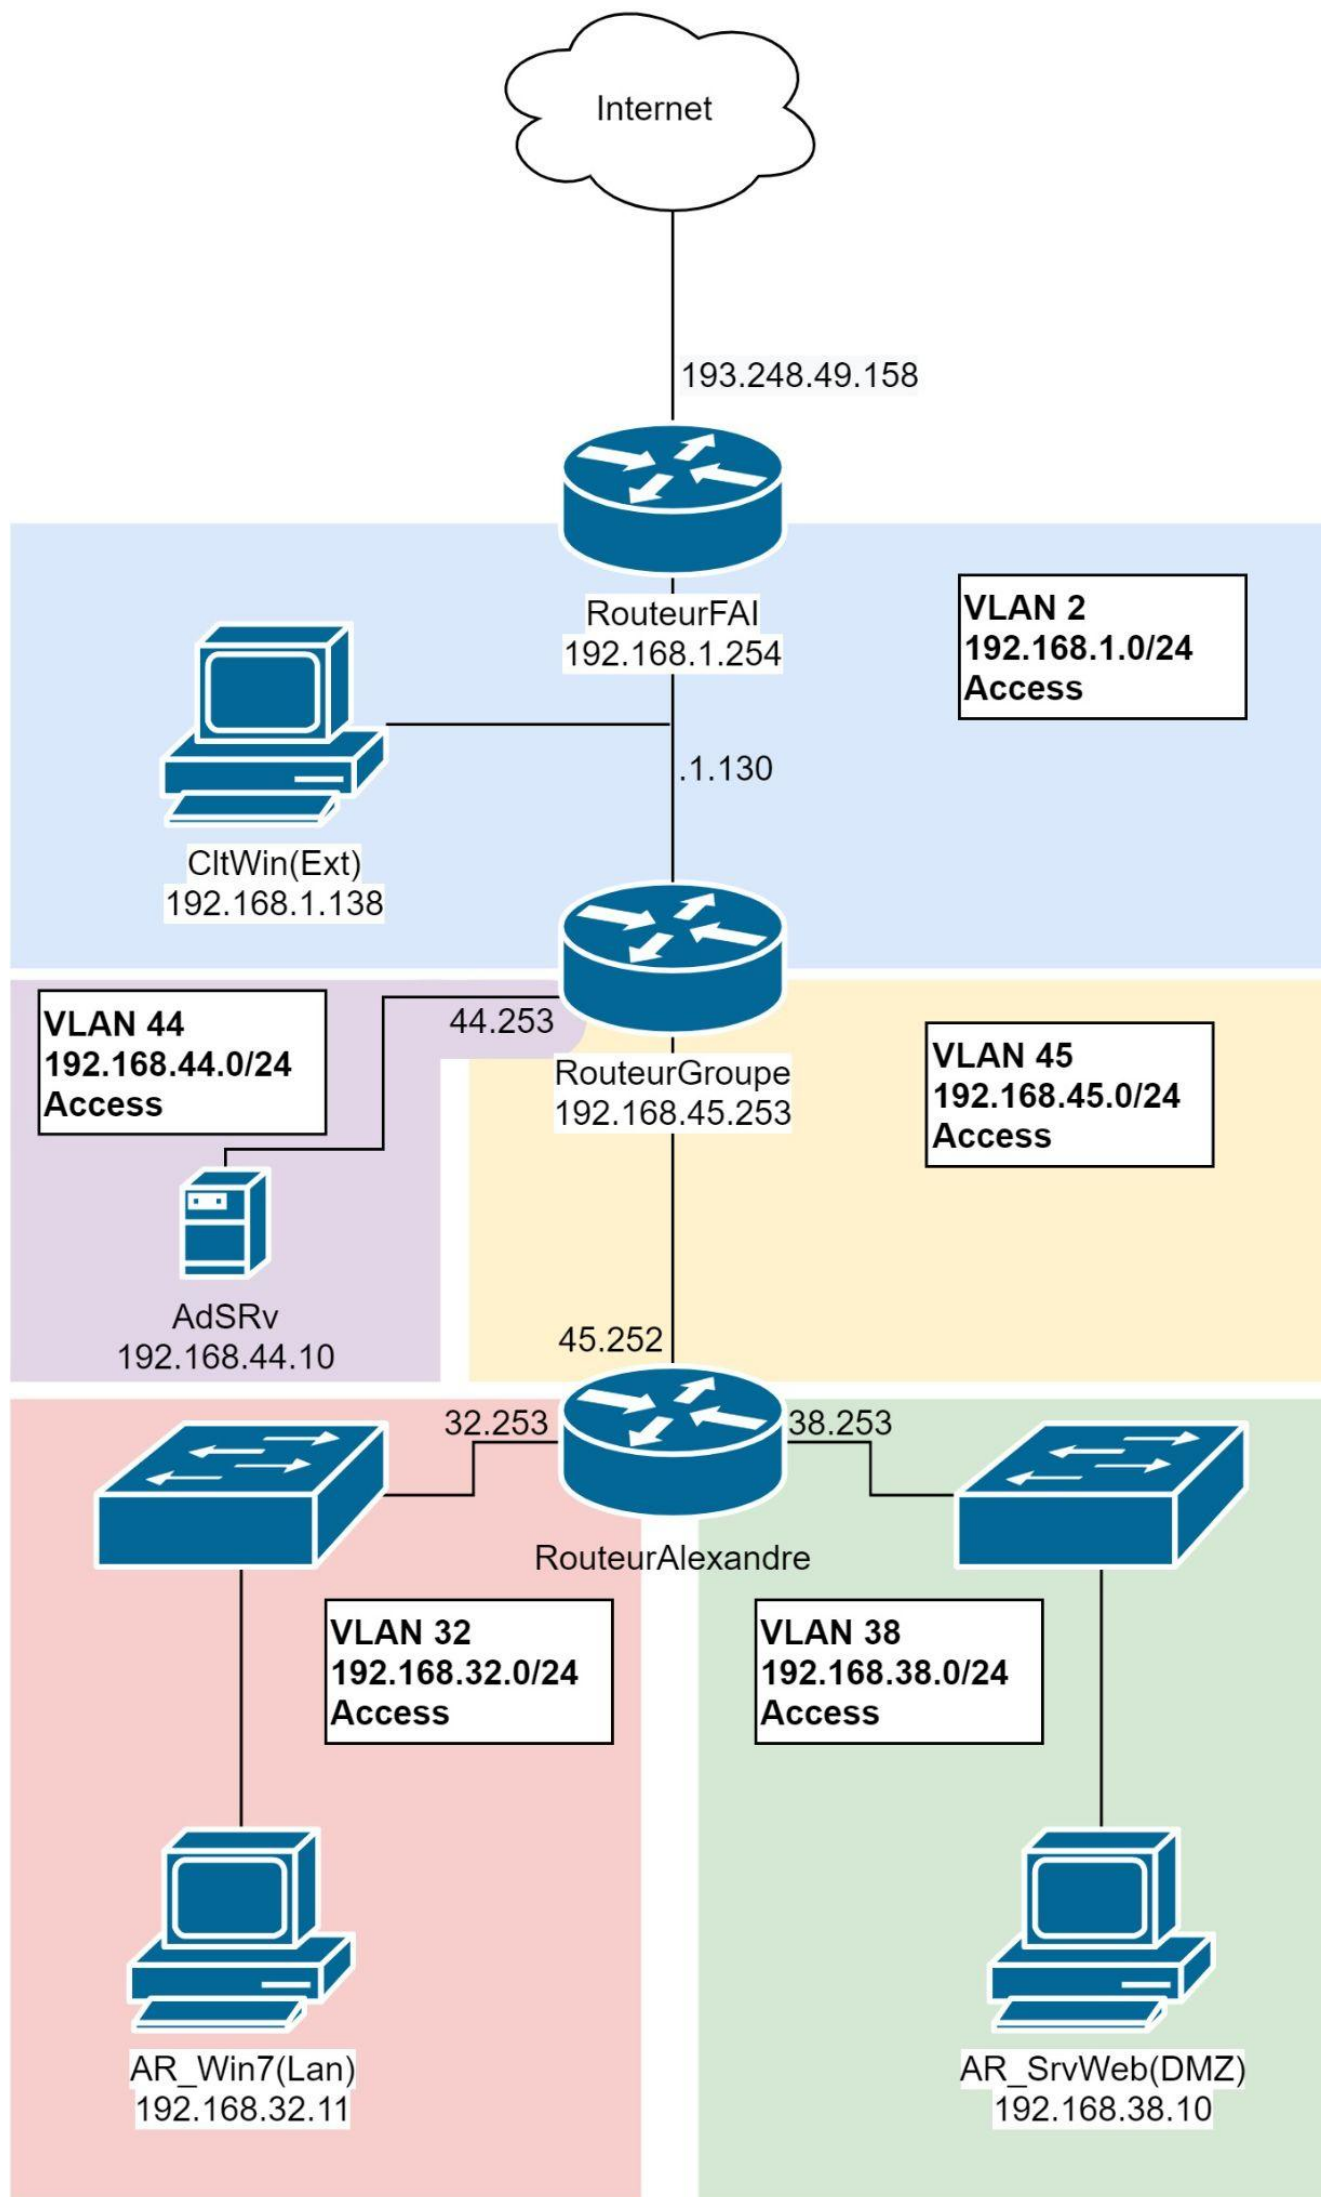 Internet
193.248.49.158
RouteurFAI
192.168.1.254
VLAN 2
192.168.1.0/24
Access
.1.130
CltWin(Ext)
192.168.1.138
VLAN 44
192.168.44.0/24
Access
44.253
RouteurGroupe
192.168.45.253
VLAN 45
192.168.45.0/24
Access
AdSRv
192.168.44.10
45.252
32.253
38.253
RouteurAlexandre
VLAN 32
192.168.32.0/24
Access
VLAN 38
192.168.38.0/24
Access
AR_Win7(Lan)
192.168.32.11
AR_SrvWeb(DMZ)
192.168.38.10